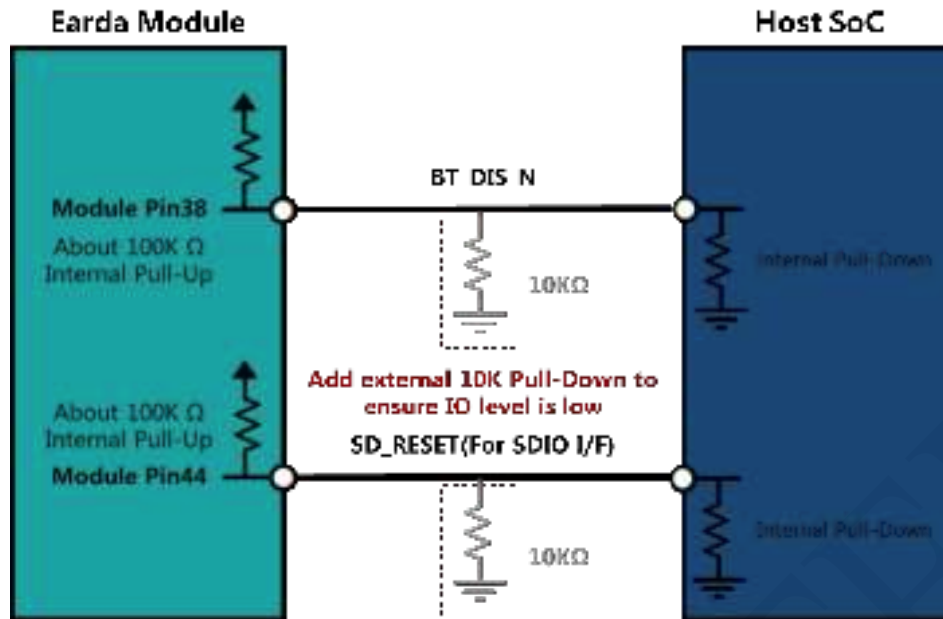 Earda Module
Host SoC
BT DIS N
Module Pin38
About 100K Ω
Internal Pull-Up
10KΩ
Internal Pull-Down
Add external 10K Pull-Down to
ensure IO level is low
About 100K Ω
Internal Pull-Up
SD_RESET(For SDIO I/F)
Module Pin44
10KΩ
Internal Pull-Down